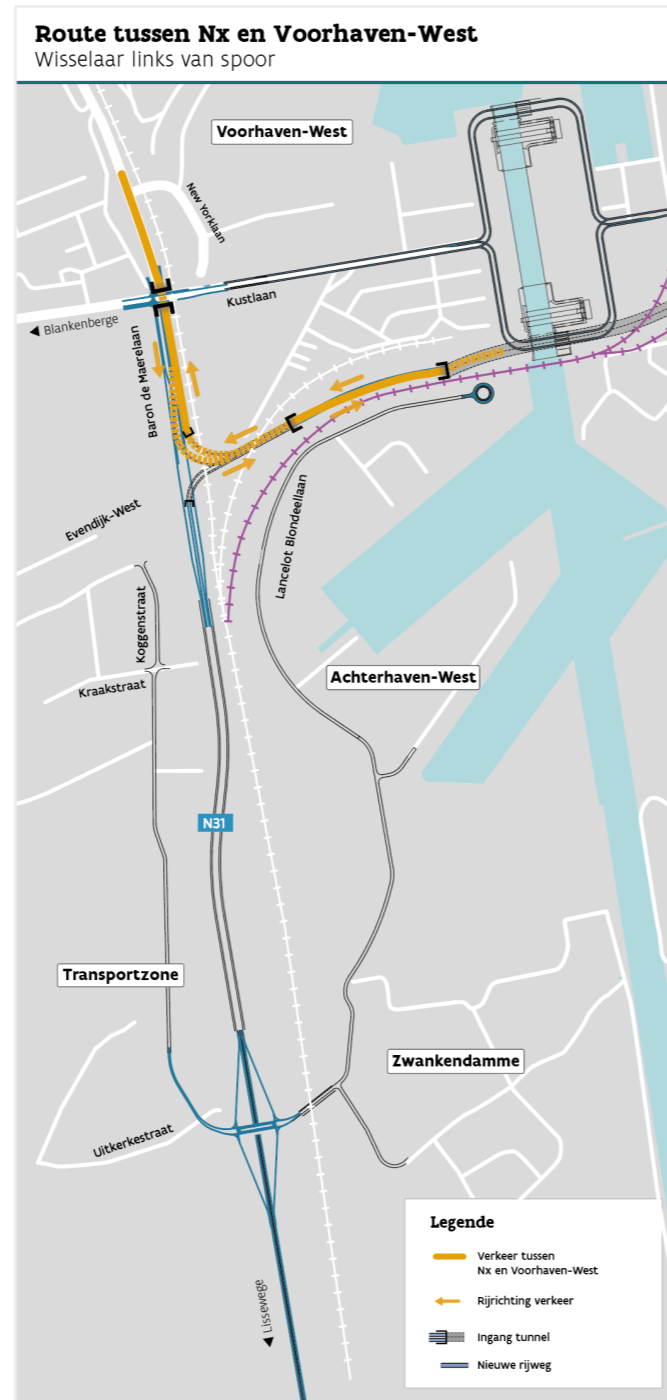 Route tussen Nx en Voorhaven-West
Wisselaar links van spoor
Voorhaven-West
New Yorklaan
Kustlaan
◀ Blankenberge
Baron de Maerelaan
Evendijk-West
Lancelot Blondeellaan
Koggenstraat
Achterhaven-West
Kraakstraat
N31
Transportzone
Zwankendamme
Uitkerkestraat
◀ Lissewege
Legende
Verkeer tussen
Nx en Voorhaven-West
Rijrichting verkeer
Ingang tunnel
Nieuwe rijweg